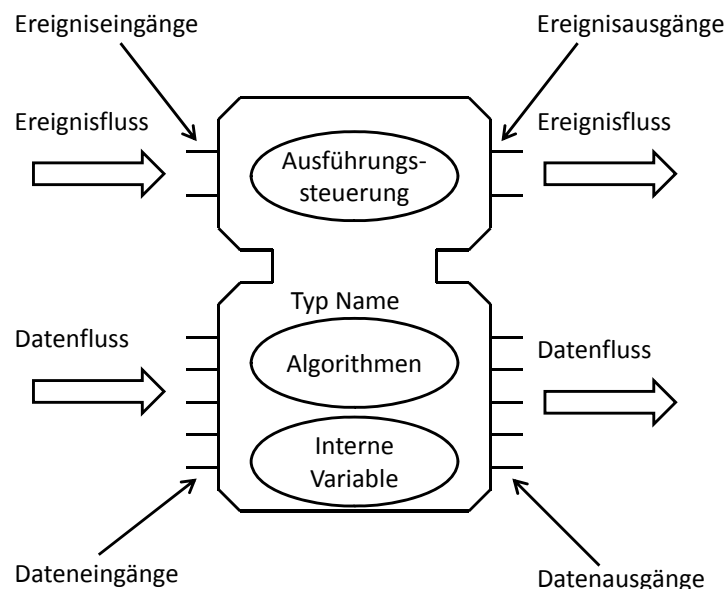 Ereigniseingänge
Ereignisausgänge
Ereignisfluss
Ereignisfluss
Ausführungs-
steuerung
Typ Name
Datenfluss
Datenfluss
Algorithmen
Interne
Variable
Dateneingänge
Datenausgänge